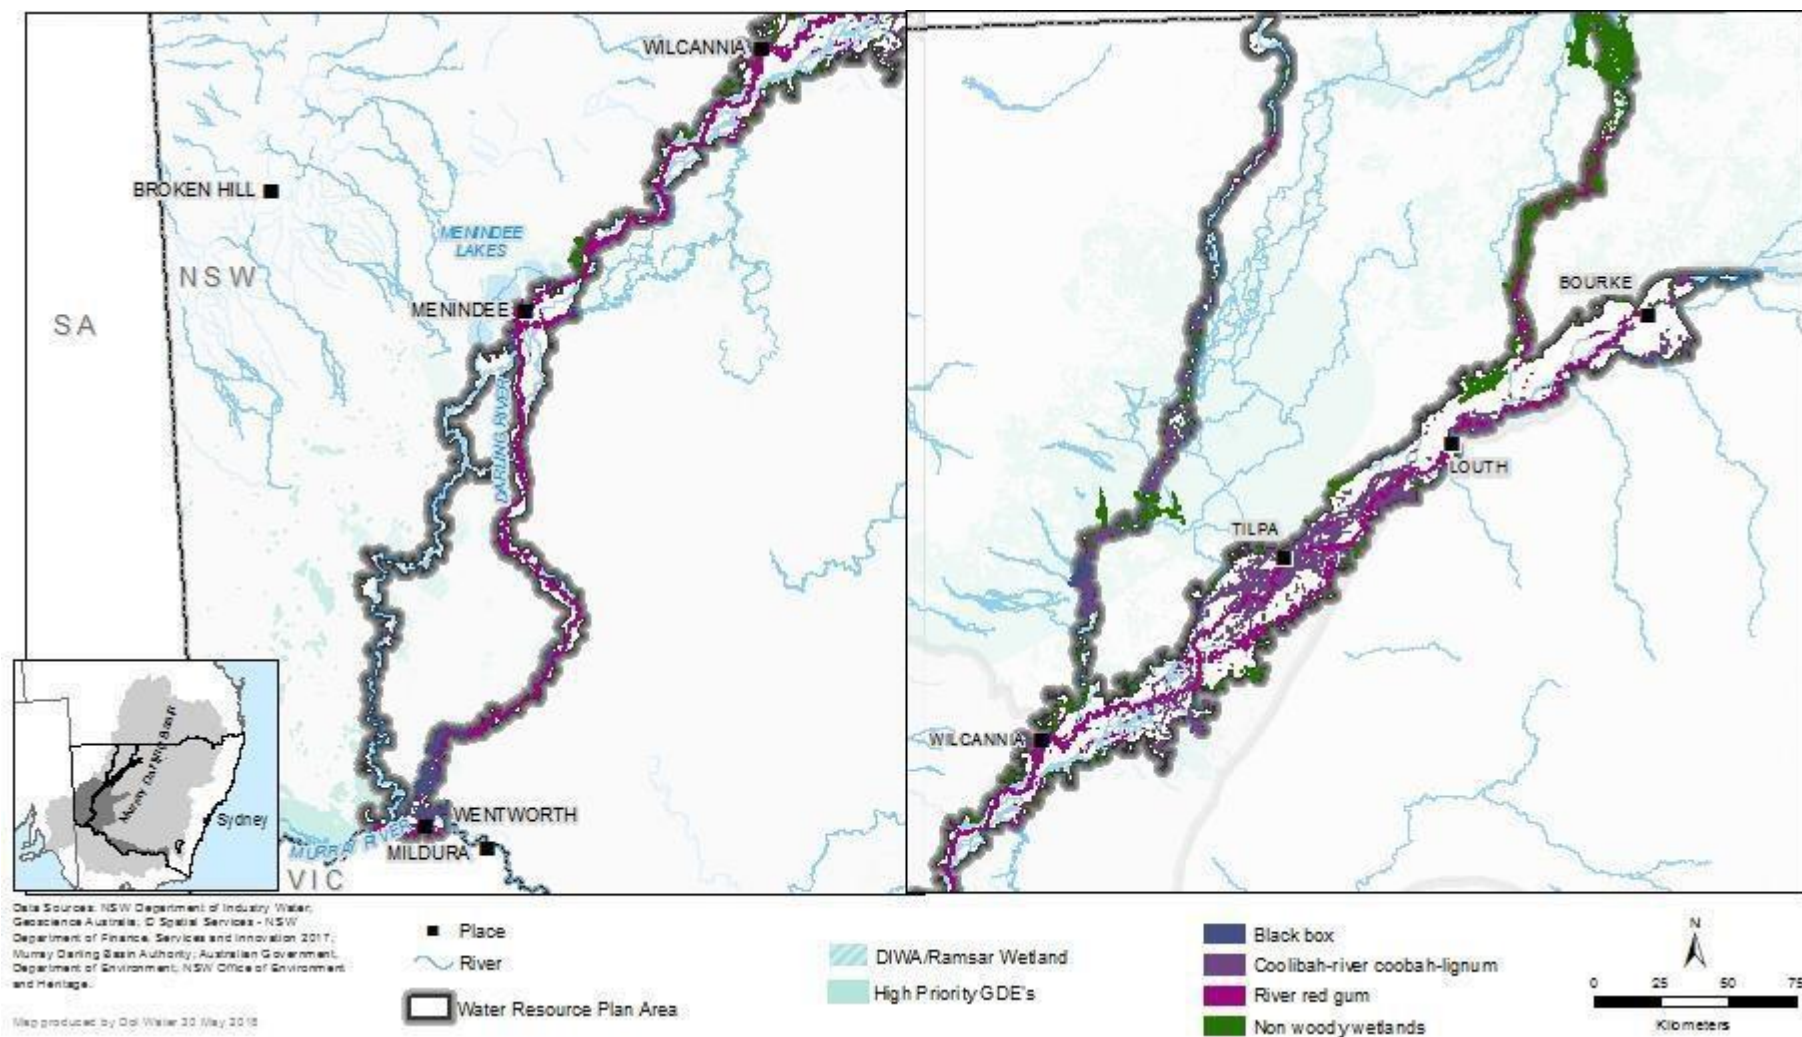 WILCANNIA
BROKEN HILL
MENINDEE
LAKES
NSW
SA
MENINDEE
DARLING RIVER
WENTWORTH
MURRAY RIVER
MILDURA
VIC
Murray Darling Basin
Sydney
BOURKE
LOUTH
TILPA
WILCANNIA
Data Sources: NSW Department of Industry Water,
Geoscience Australia; © Spatial Services - NSW
Department of Finance, Services and Innovation 2017;
Murray Darling Basin Authority; Australian Government,
Department of Environment; NSW Office of Environment
and Heritage.
Map produced by DoI Water 30 May 2018
Place
River
Water Resource Plan Area
DIWA/Ramsar Wetland
High Priority GDE's
Black box
Coolibah-river coobah-lignum
River red gum
Non woody wetlands
N
0 25 50 75
Kilometers